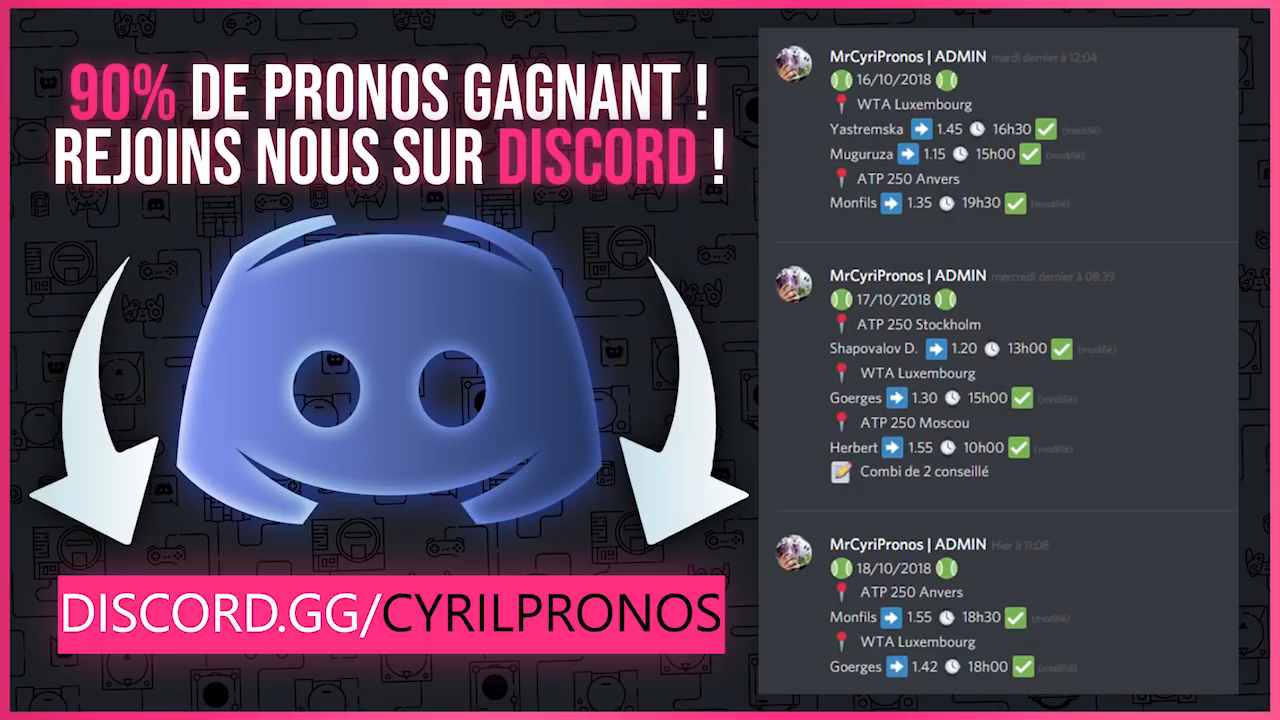 90% DE PRONOS GAGNANT !
REJOINS NOUS SUR DISCORD !
DISCORD.GG/CYRILPRONOS
MrCyriPronos | ADMIN mardi dernier à 12:04
16/10/2018
WTA Luxembourg
Yastremska 1.45 16h30 (modifié)
Muguruza 1.15 15h00 (modifié)
ATP 250 Anvers
Monfils 1.35 19h30 (modifié)
MrCyriPronos | ADMIN mercredi dernier à 08:39
17/10/2018
ATP 250 Stockholm
Shapovalov D. 1.20 13h00 (modifié)
WTA Luxembourg
Goerges 1.30 15h00 (modifié)
ATP 250 Moscou
Herbert 1.55 10h00 (modifié)
Combi de 2 conseillé
MrCyriPronos | ADMIN Hier à 11:08
18/10/2018
ATP 250 Anvers
Monfils 1.55 18h30 (modifié)
WTA Luxembourg
Goerges 1.42 18h00 (modifié)